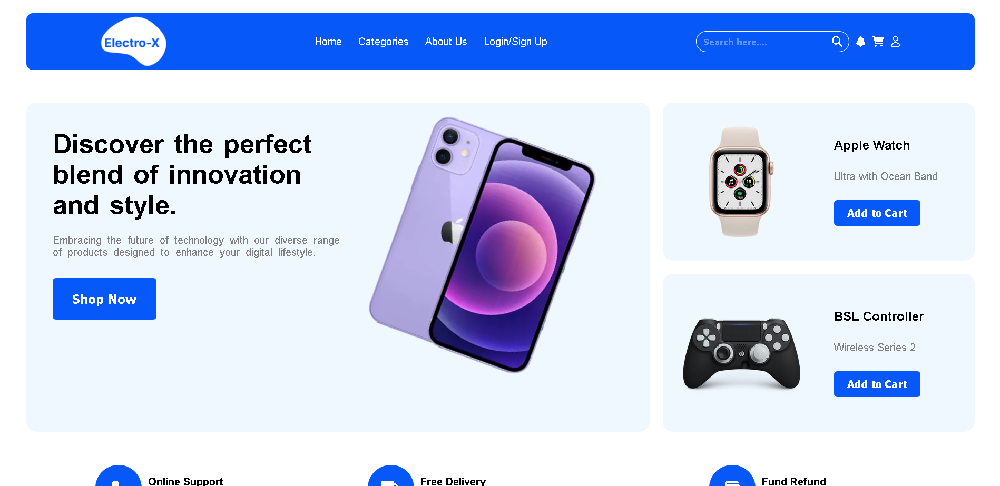 Electro-X
Home
Categories
About Us
Login/Sign Up
Search here....
Discover the perfect
blend of innovation
and style.
Embracing the future of technology with our diverse range
of products designed to enhance your digital lifestyle.
Shop Now
Apple Watch
Ultra with Ocean Band
Add to Cart
16
BSL Controller
Wireless Series 2
Add to Cart
Online Support
Free Delivery
Fund Refund